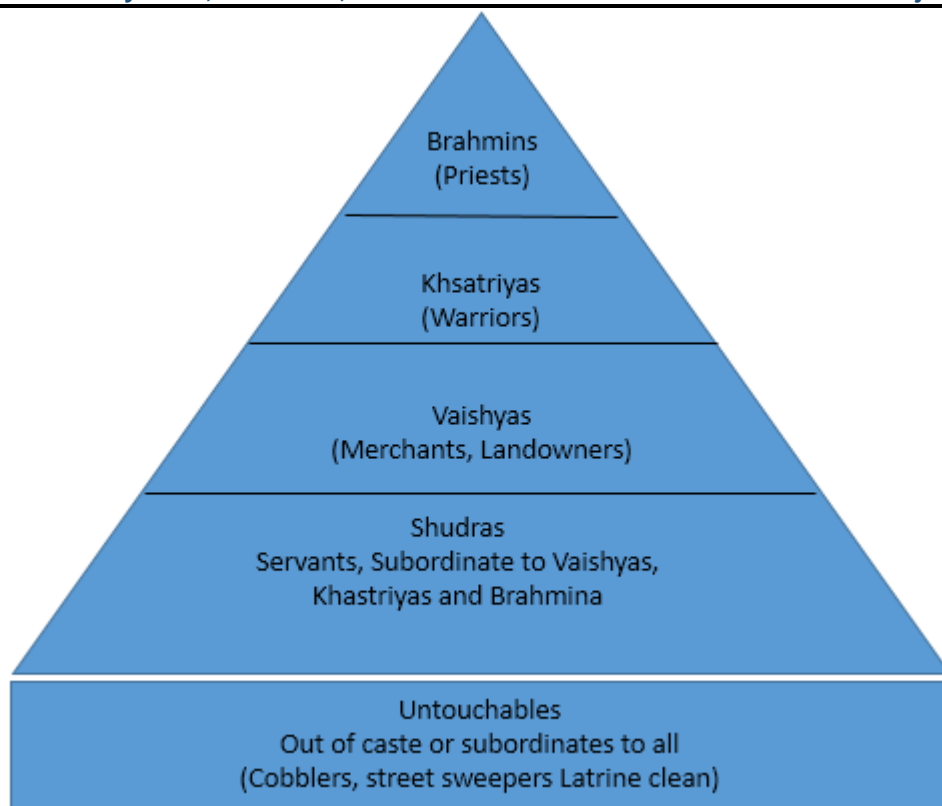 Brahmins
(Priests)
Khsatriyas
(Warriors)
Vaishyas
(Merchants, Landowners)
Shudras
Servants, Subordinate to Vaishyas,
Khastriyas and Brahmina
Untouchables
Out of caste or subordinates to all
(Cobblers, street sweepers Latrine clean)